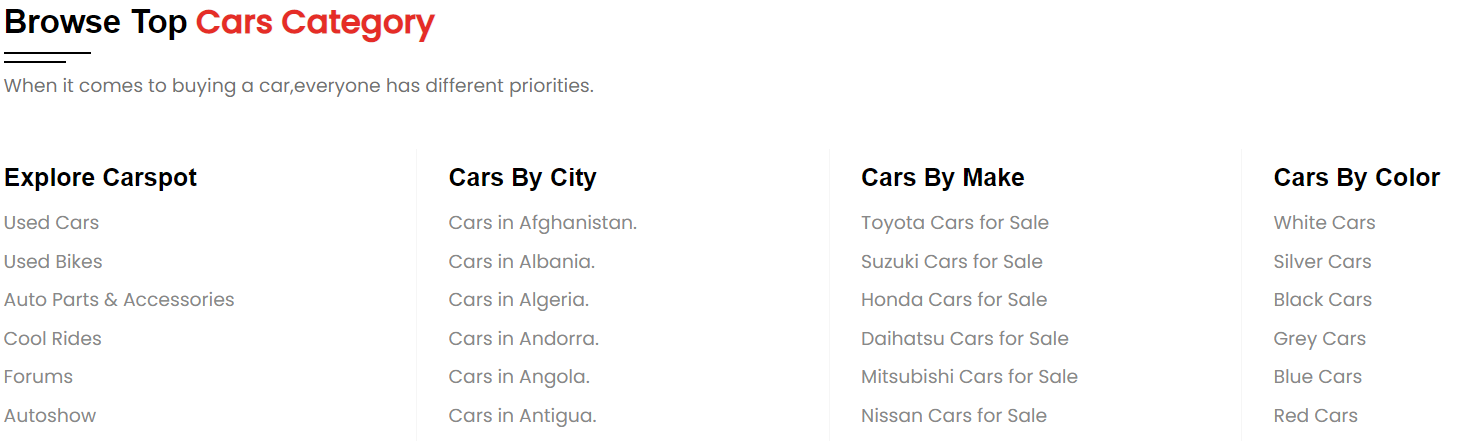 Browse Top Cars Category
When it comes to buying a car,everyone has different priorities.
Explore Carspot
Used Cars
Used Bikes
Auto Parts & Accessories
Cool Rides
Forums
Autoshow
Cars By City
Cars in Afghanistan.
Cars in Albania.
Cars in Algeria.
Cars in Andorra.
Cars in Angola.
Cars in Antigua.
Cars By Make
Toyota Cars for Sale
Suzuki Cars for Sale
Honda Cars for Sale
Daihatsu Cars for Sale
Mitsubishi Cars for Sale
Nissan Cars for Sale
Cars By Color
White Cars
Silver Cars
Black Cars
Grey Cars
Blue Cars
Red Cars